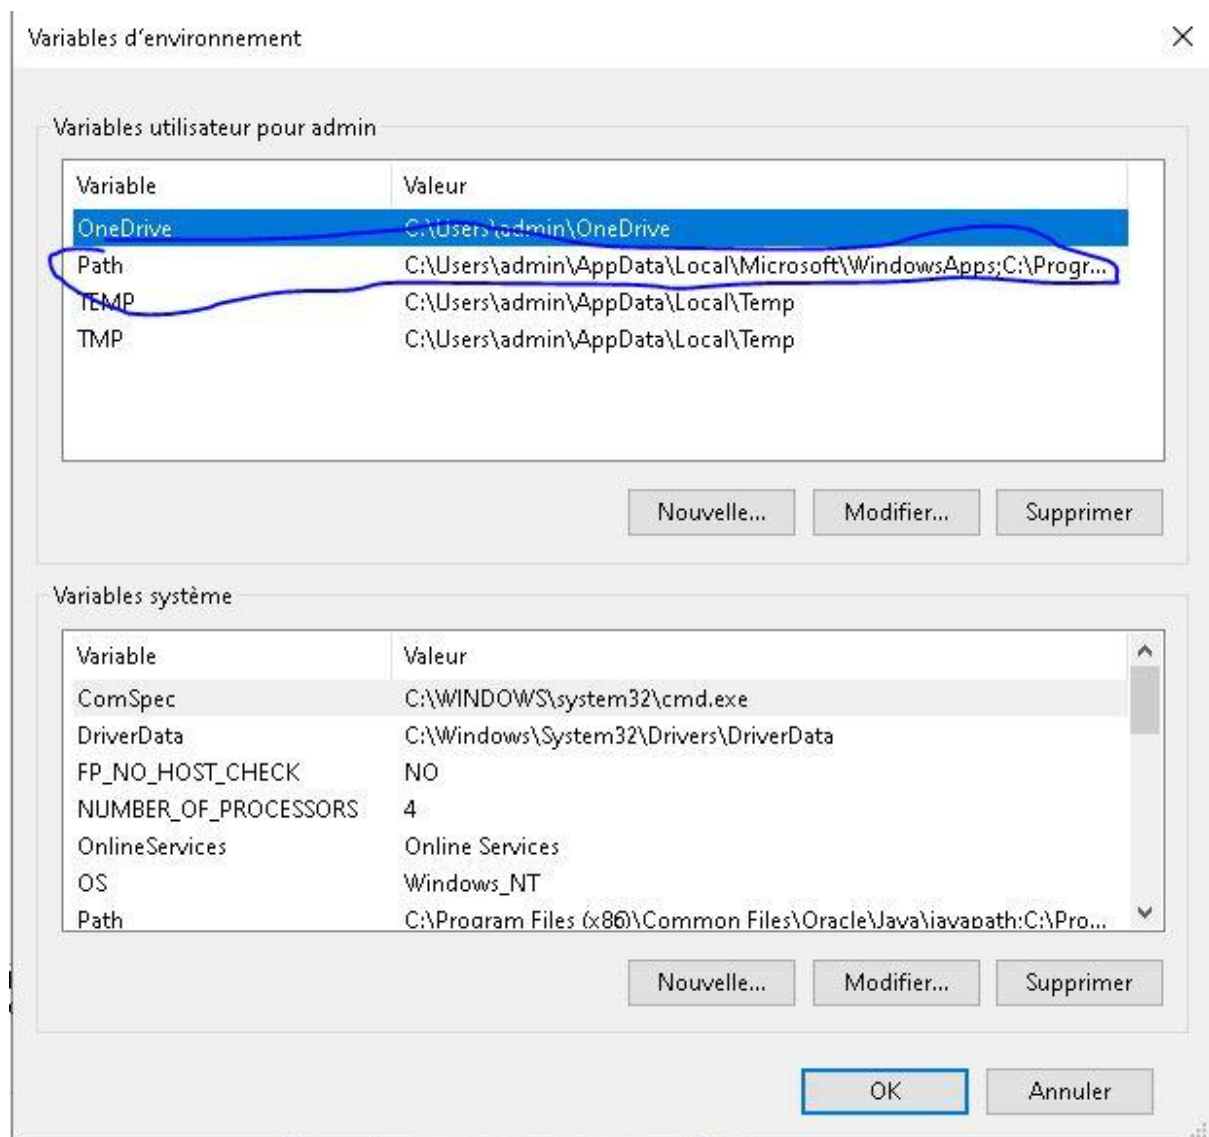 Variables d'environnement
Variables utilisateur pour admin
Variable Valeur
OneDrive C:\Users\admin\OneDrive
Path C:\Users\admin\AppData\Local\Microsoft\WindowsApps;C:\Progr...
TEMP C:\Users\admin\AppData\Local\Temp
TMP C:\Users\admin\AppData\Local\Temp
Nouvelle... Modifier... Supprimer
Variables système
Variable Valeur
ComSpec C:\WINDOWS\system32\cmd.exe
DriverData C:\Windows\System32\Drivers\DriverData
FP_NO_HOST_CHECK NO
NUMBER_OF_PROCESSORS 4
OnlineServices Online Services
OS Windows_NT
Path C:\Program Files (x86)\Common Files\Oracle\Java\javapath;C:\Pro...
Nouvelle... Modifier... Supprimer
OK Annuler